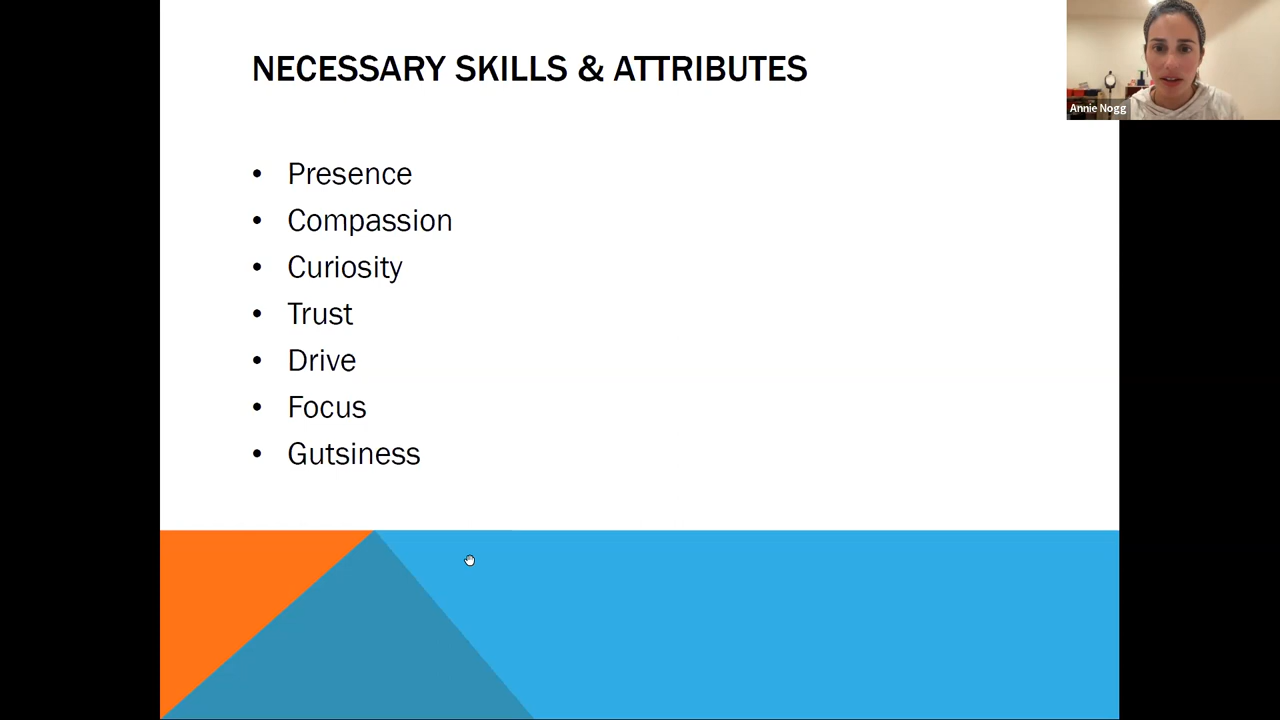 NECESSARY SKILLS & ATTRIBUTES
• Presence
• Compassion
• Curiosity
• Trust
• Drive
• Focus
• Gutsiness
Annie Nogg